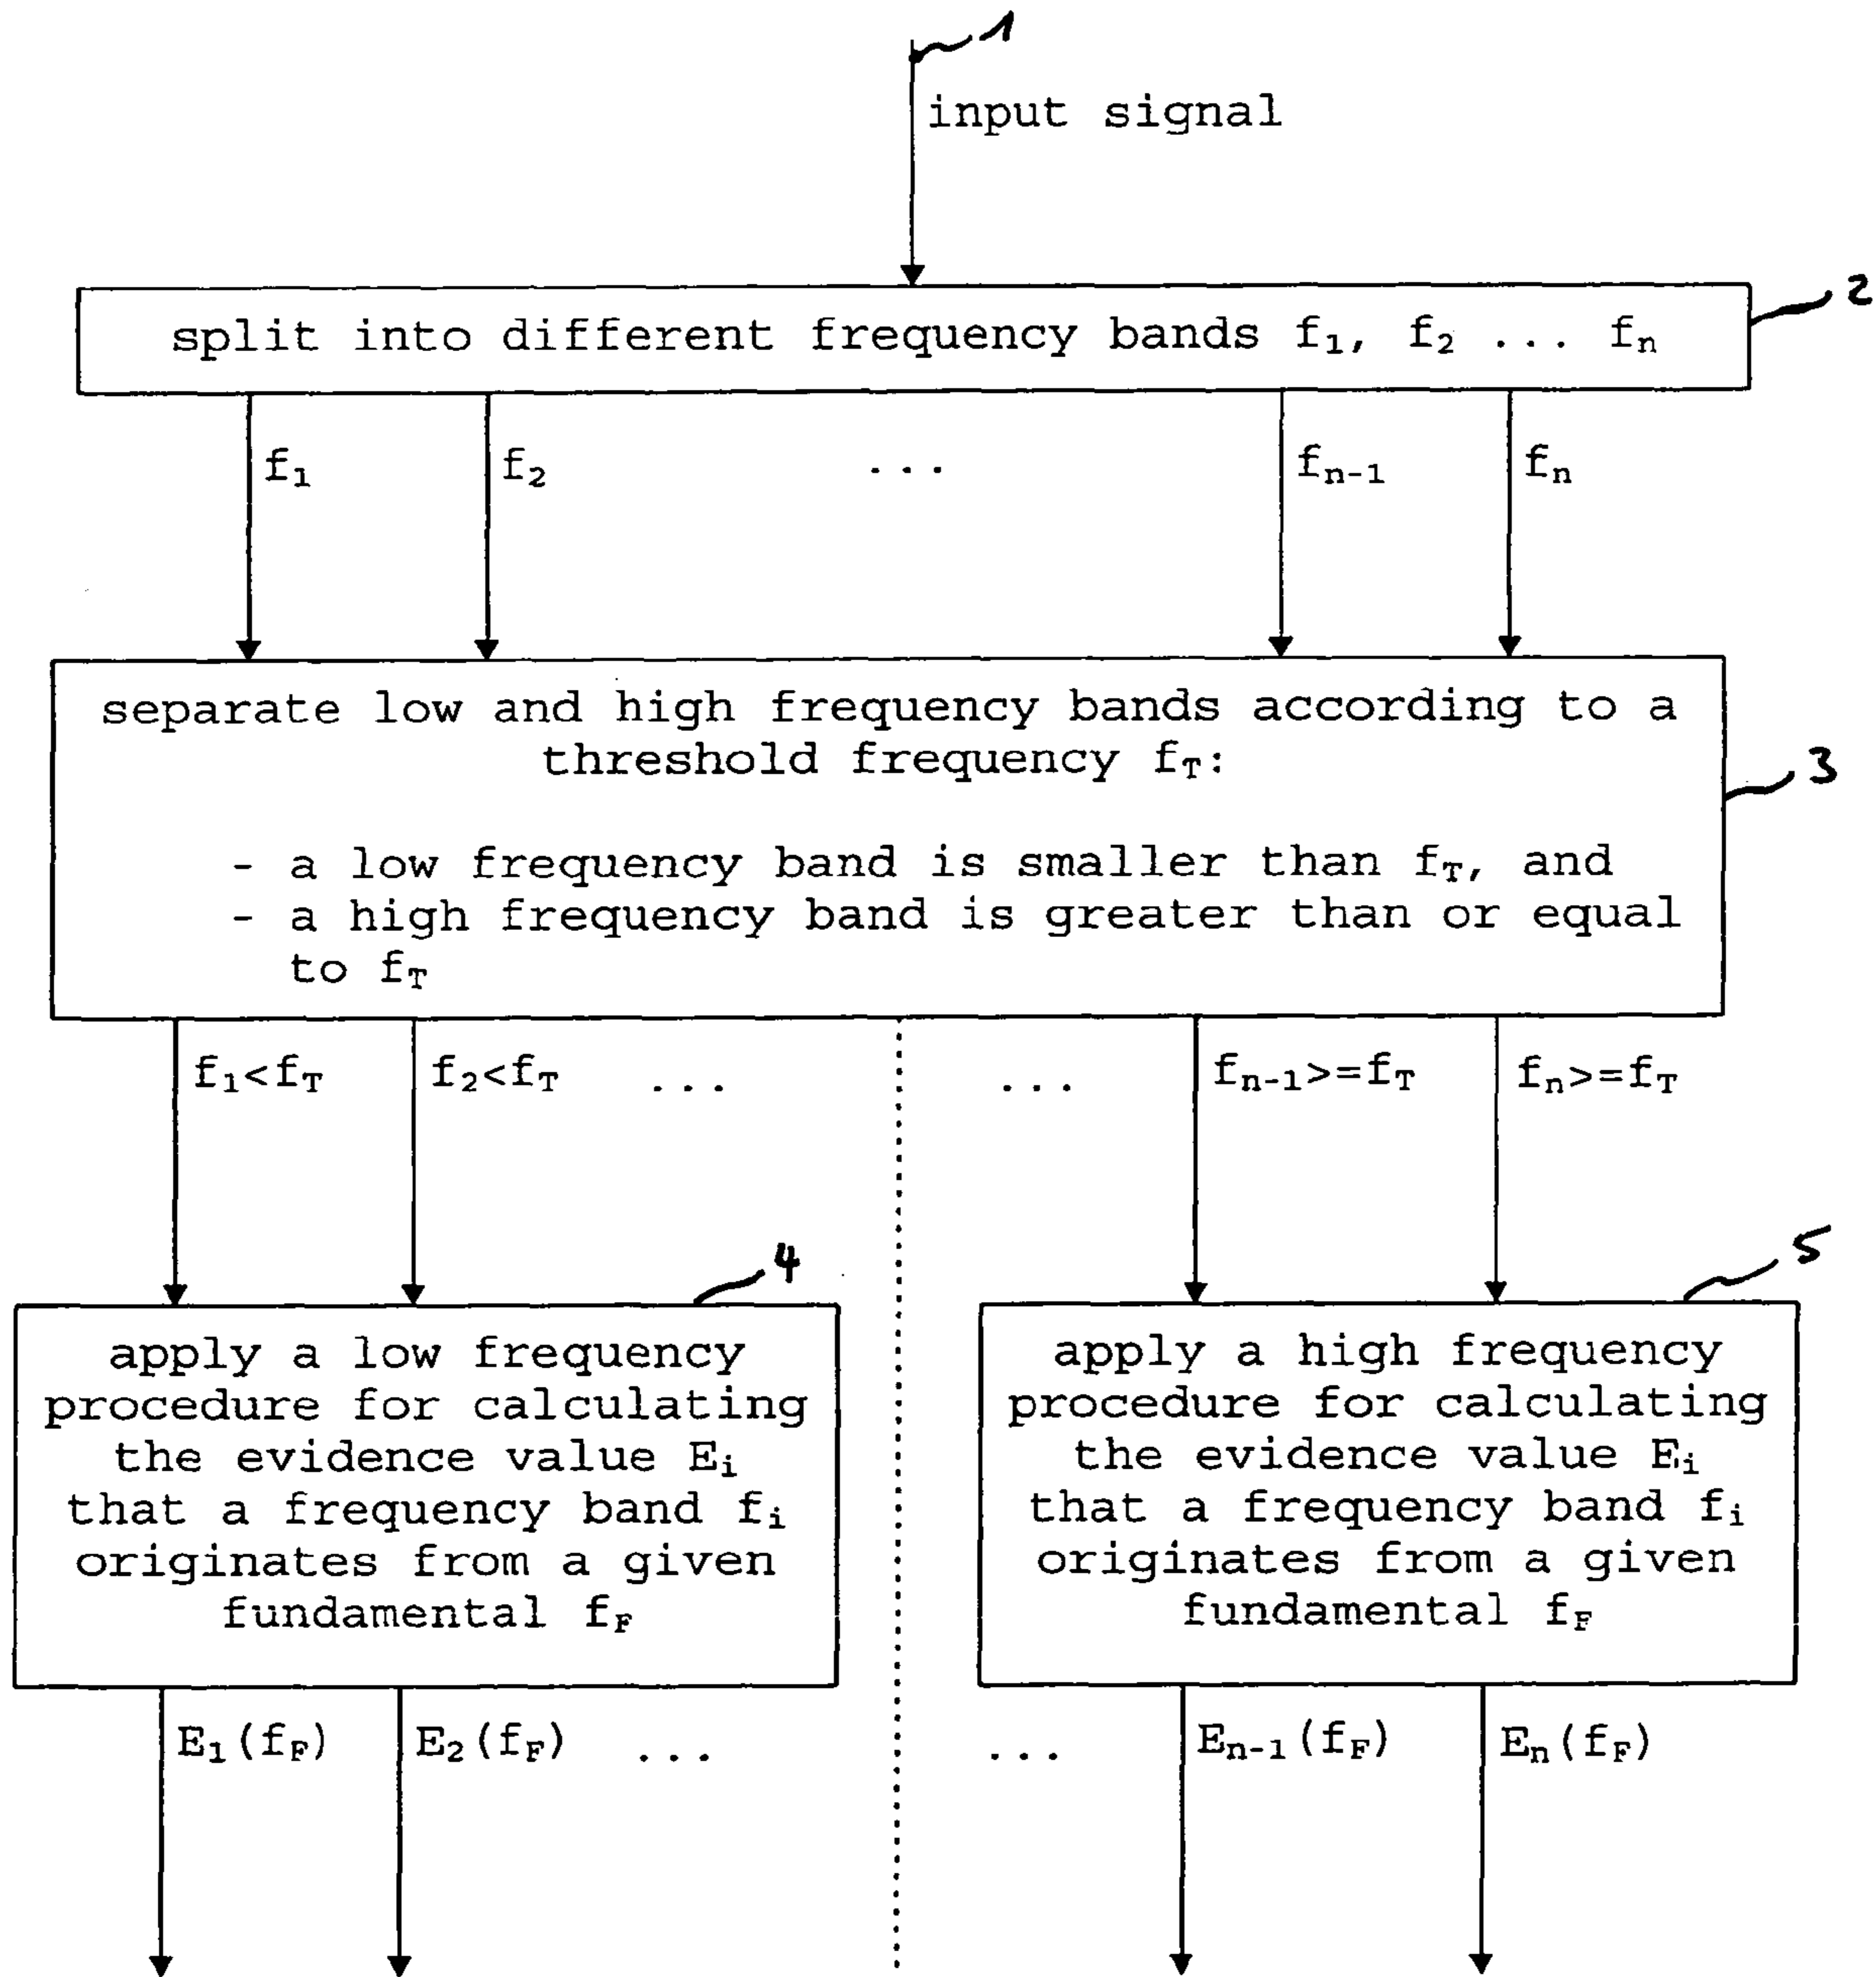 1
input signal
2
split into different frequency bands f₁, f₂ ... fₙ
f₁ f₂ ... fₙ₋₁ fₙ
separate low and high frequency bands according to a
threshold frequency f_T:
3
- a low frequency band is smaller than f_T, and
- a high frequency band is greater than or equal
to f_T
f₁<f_T f₂<f_T ... ... fₙ₋₁>=f_T fₙ>=f_T
4
apply a low frequency
procedure for calculating
the evidence value Eᵢ
that a frequency band fᵢ
originates from a given
fundamental f_F
5
apply a high frequency
procedure for calculating
the evidence value Eᵢ
that a frequency band fᵢ
originates from a given
fundamental f_F
E₁(f_F) E₂(f_F) ... ... Eₙ₋₁(f_F) Eₙ(f_F)